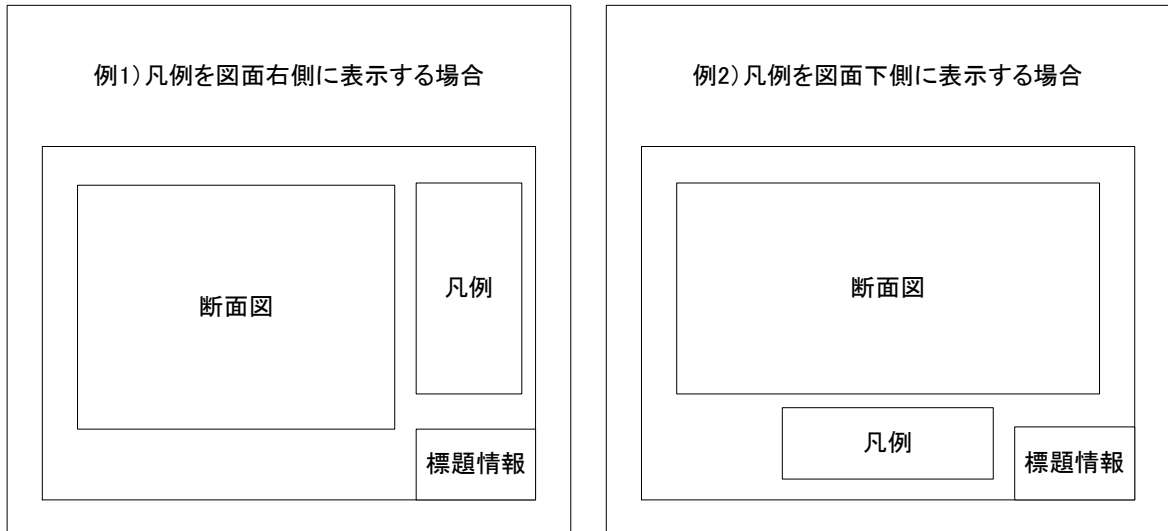 例1）凡例を図面右側に表示する場合
断面図
凡例
標題情報
例2）凡例を図面下側に表示する場合
断面図
凡例
標題情報